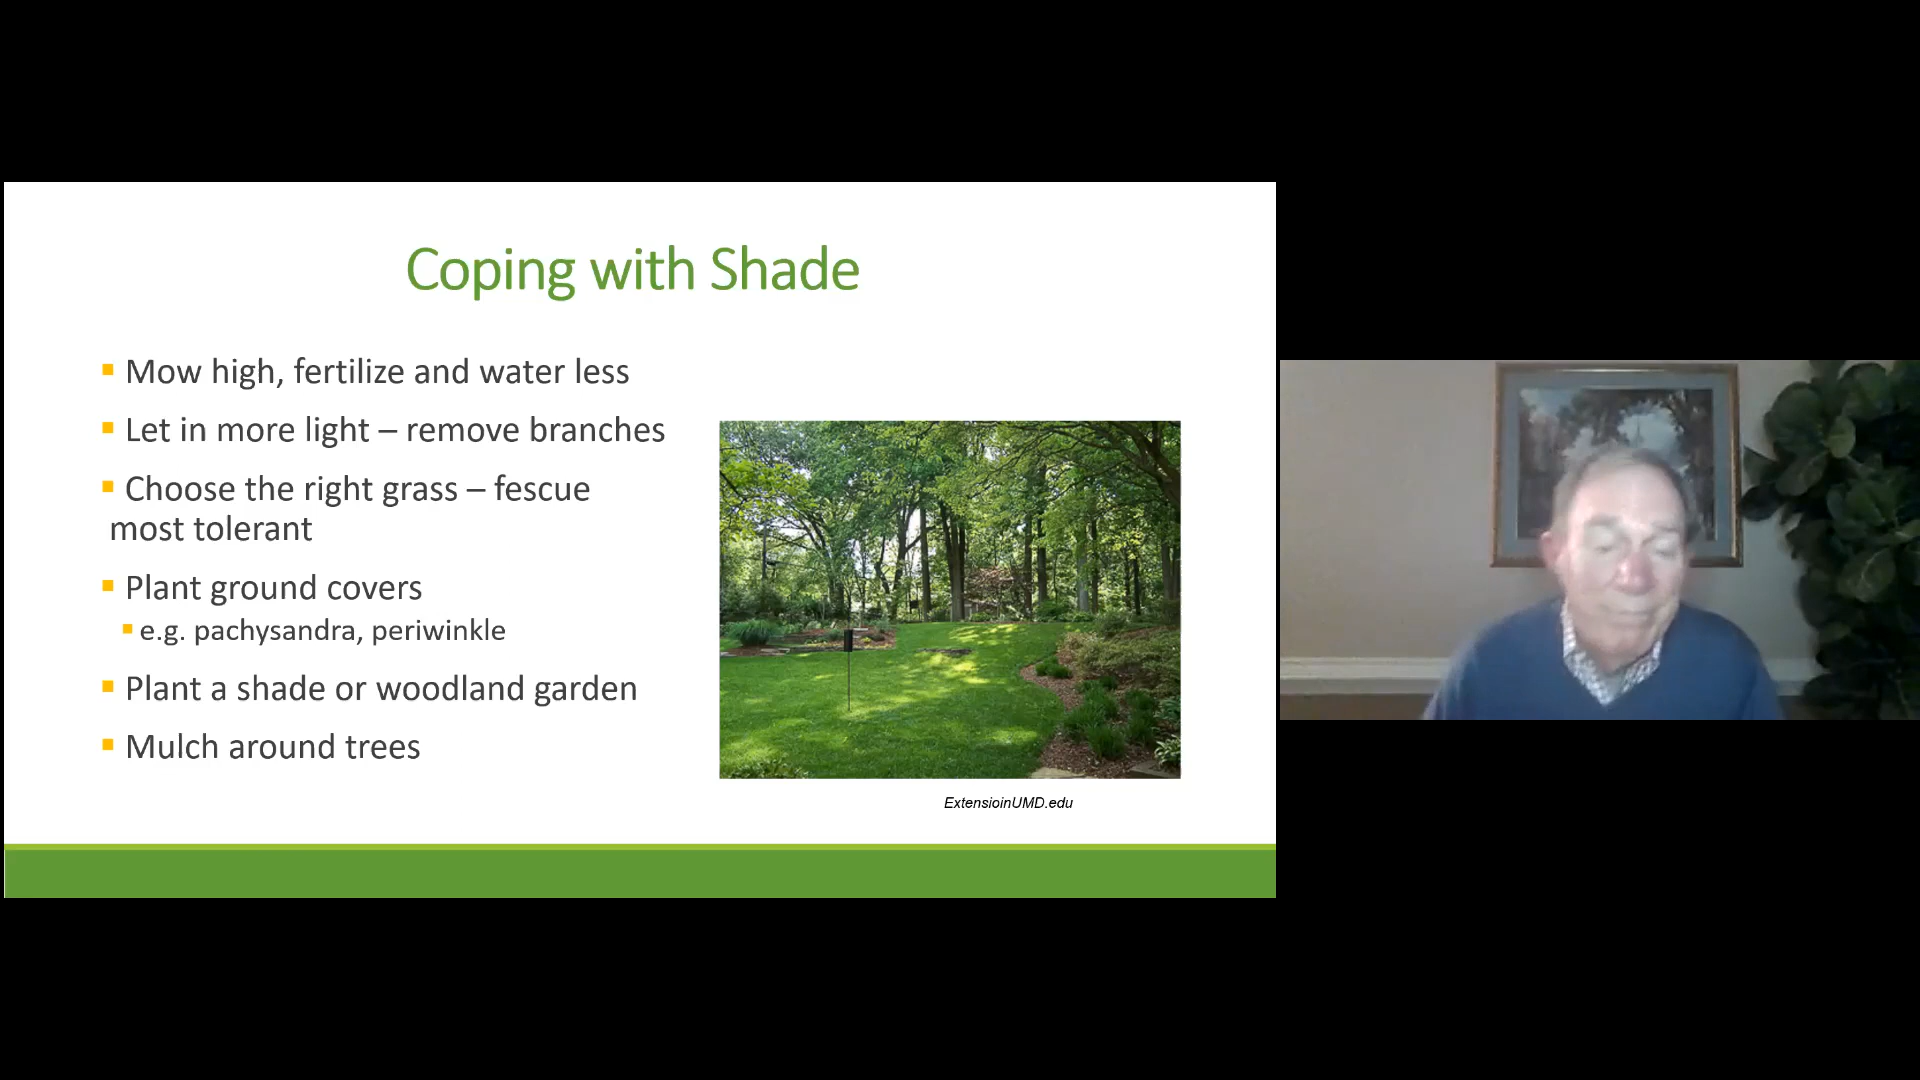 Coping with Shade
▪ Mow high, fertilize and water less
▪ Let in more light – remove branches
▪ Choose the right grass – fescue
most tolerant
▪ Plant ground covers
▪ e.g. pachysandra, periwinkle
▪ Plant a shade or woodland garden
▪ Mulch around trees
ExtensioinUMD.edu